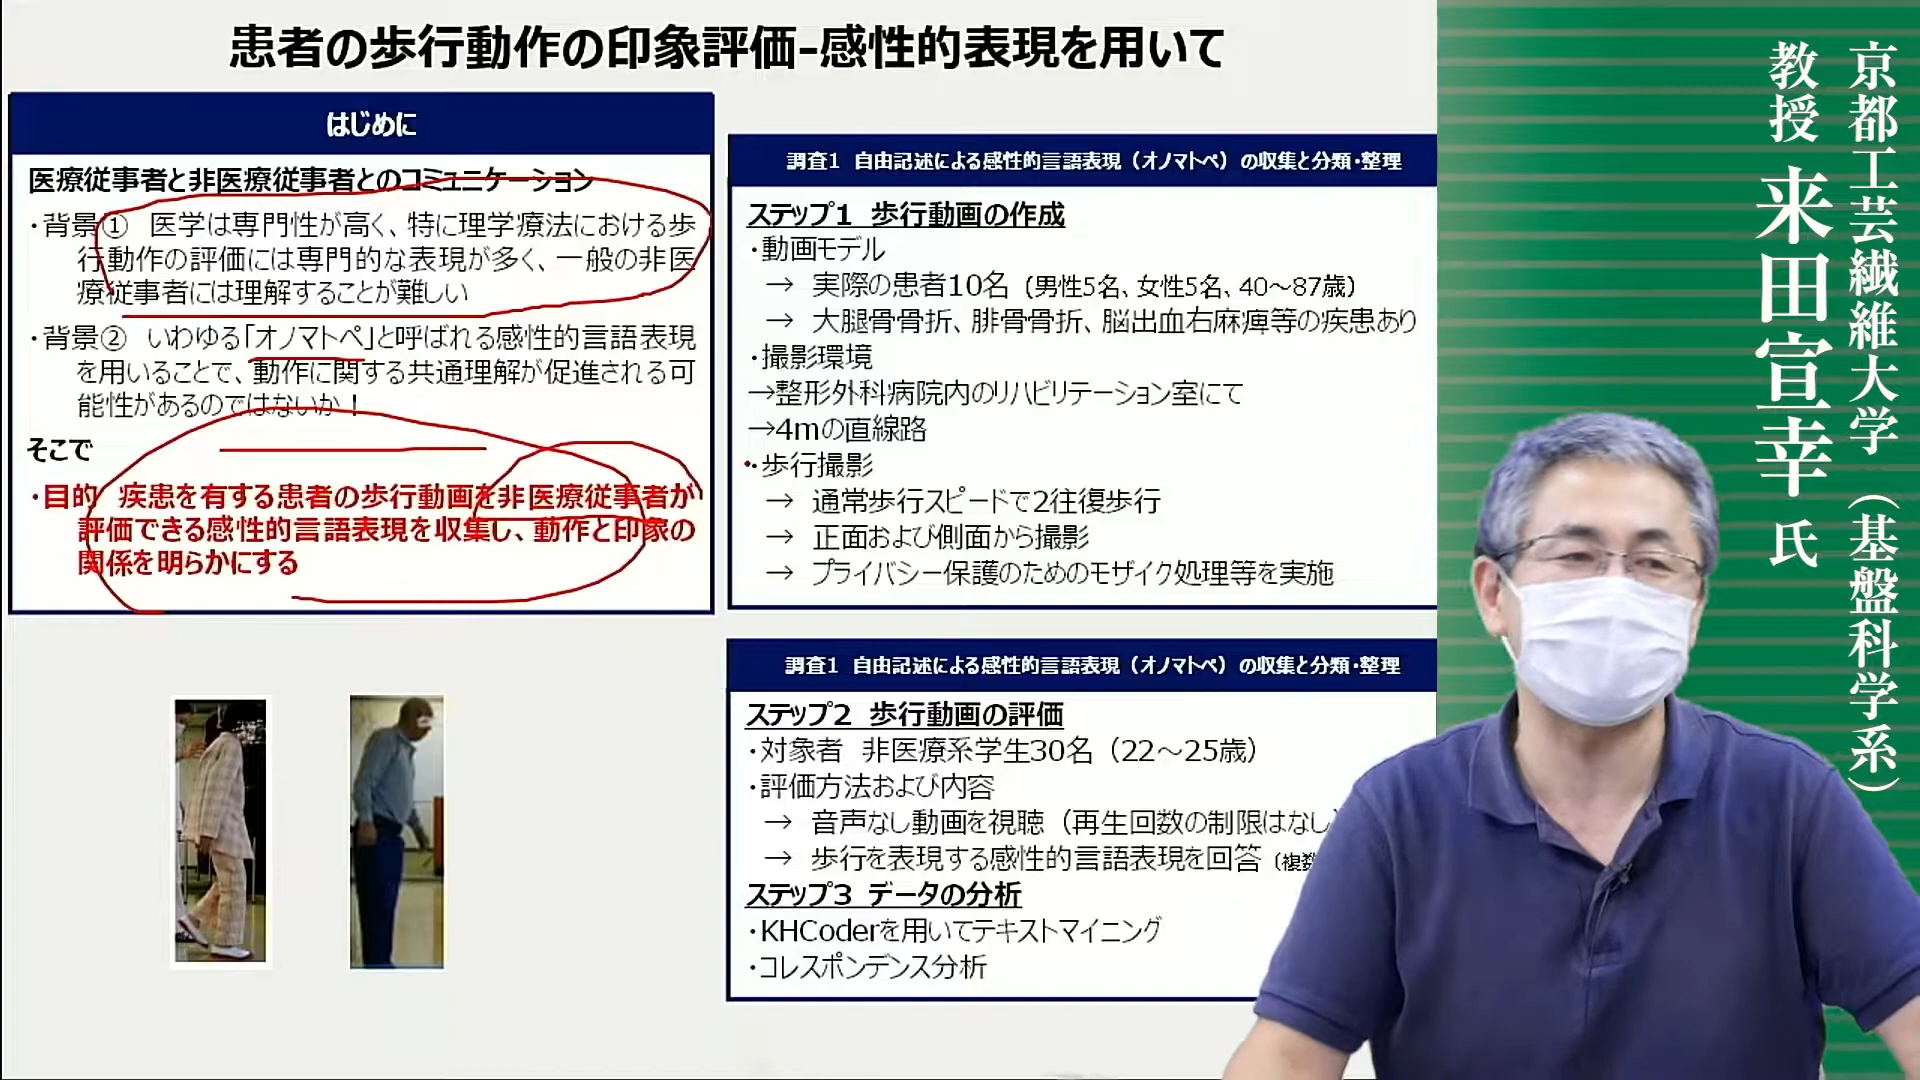 患者の歩行動作の印象評価-感性的表現を用いて
はじめに
医療従事者と非医療従事者とのコミュニケーション
・背景① 医学は専門性が高く、特に理学療法における歩
行動作の評価には専門的な表現が多く、一般の非医
療従事者には理解することが難しい
・背景② いわゆる「オノマトペ」と呼ばれる感性的言語表現
を用いることで、動作に関する共通理解が促進される可
能性があるのではないか！
そこで
・目的 疾患を有する患者の歩行動画を非医療従事者が
評価できる感性的言語表現を収集し、動作と印象の
関係を明らかにする
調査1 自由記述による感性的言語表現（オノマトペ）の収集と分類・整理
ステップ1 歩行動画の作成
・動画モデル
→ 実際の患者10名（男性5名、女性5名、40～87歳）
→ 大腿骨骨折、腓骨骨折、脳出血右麻痺等の疾患あり
・撮影環境
→整形外科病院内のリハビリテーション室にて
→4mの直線路
・歩行撮影
→ 通常歩行スピードで2往復歩行
→ 正面および側面から撮影
→ プライバシー保護のためのモザイク処理等を実施
調査1 自由記述による感性的言語表現（オノマトペ）の収集と分類・整理
ステップ2 歩行動画の評価
・対象者 非医療系学生30名（22～25歳）
・評価方法および内容
→ 音声なし動画を視聴（再生回数の制限はなし）
→ 歩行を表現する感性的言語表現を回答（複数
ステップ3 データの分析
・KHCoderを用いてテキストマイニング
・コレスポンデンス分析
京都工芸繊維大学（基盤科学系）
教授 来田宣幸 氏